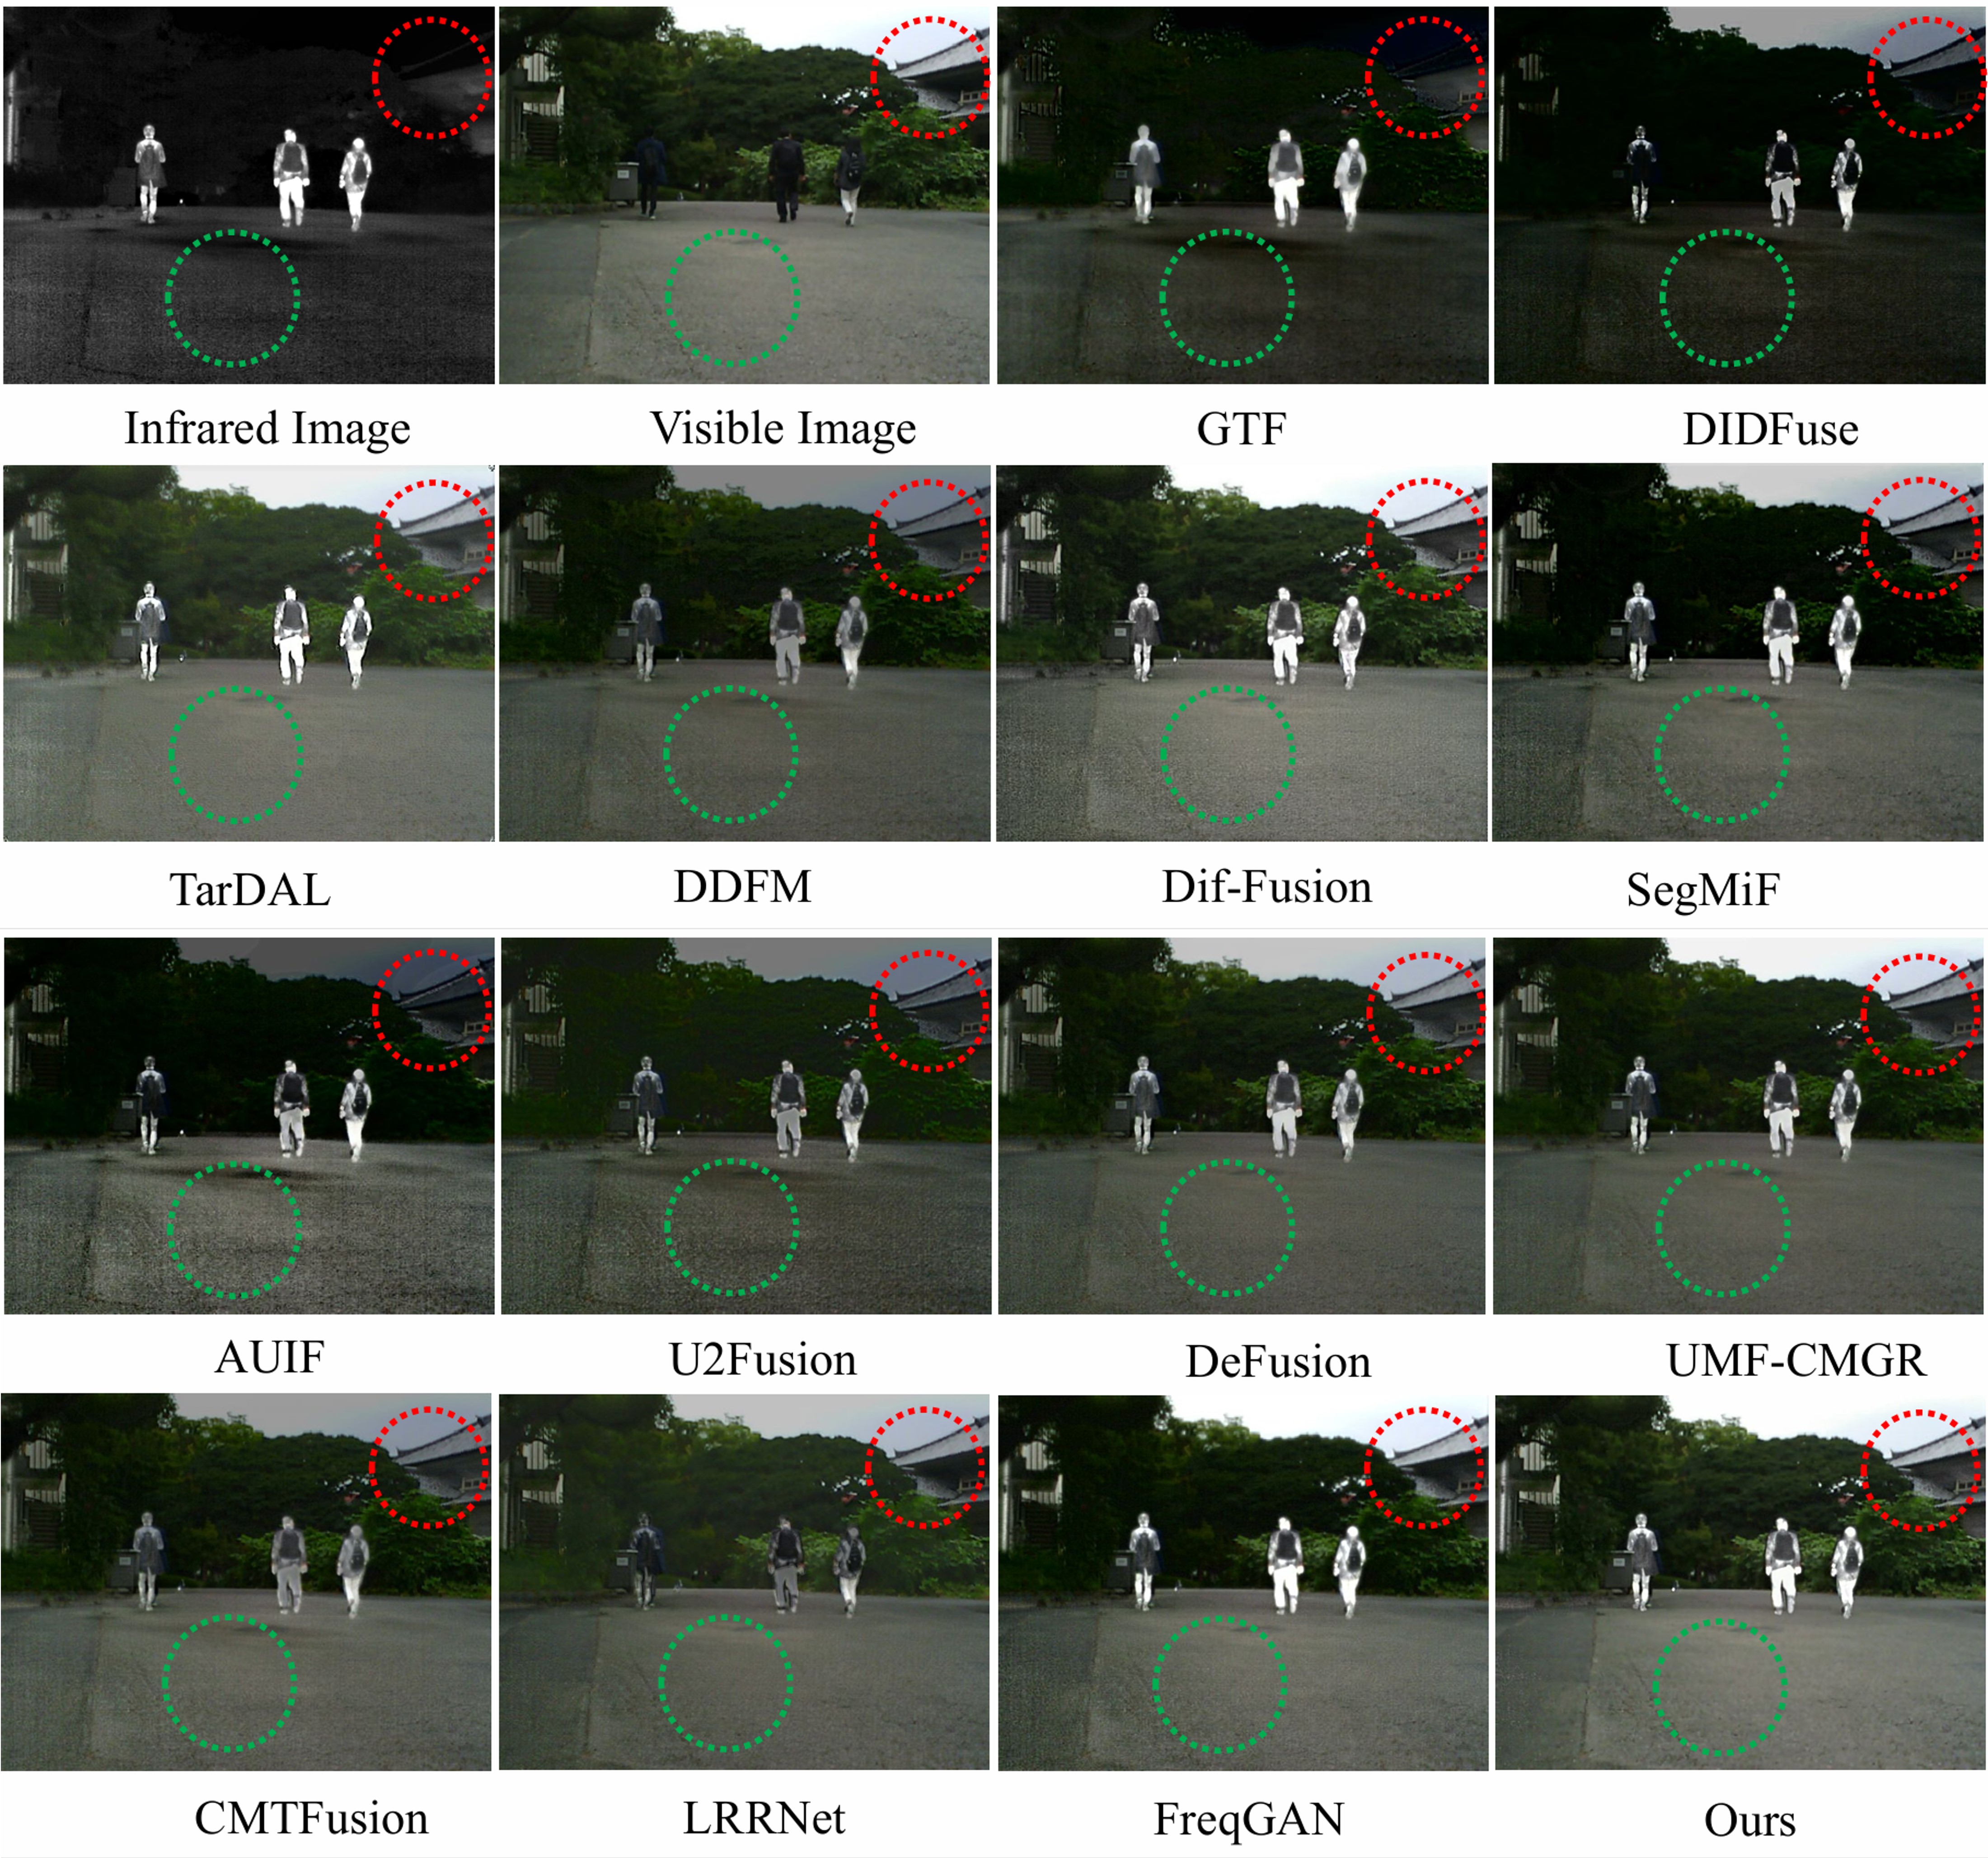 Infrared Image
Visible Image
GTF
DIDFuse
TarDAL
DDFM
Dif-Fusion
SegMiF
AUIF
U2Fusion
DeFusion
UMF-CMGR
CMTFusion
LRRNet
FreqGAN
Ours